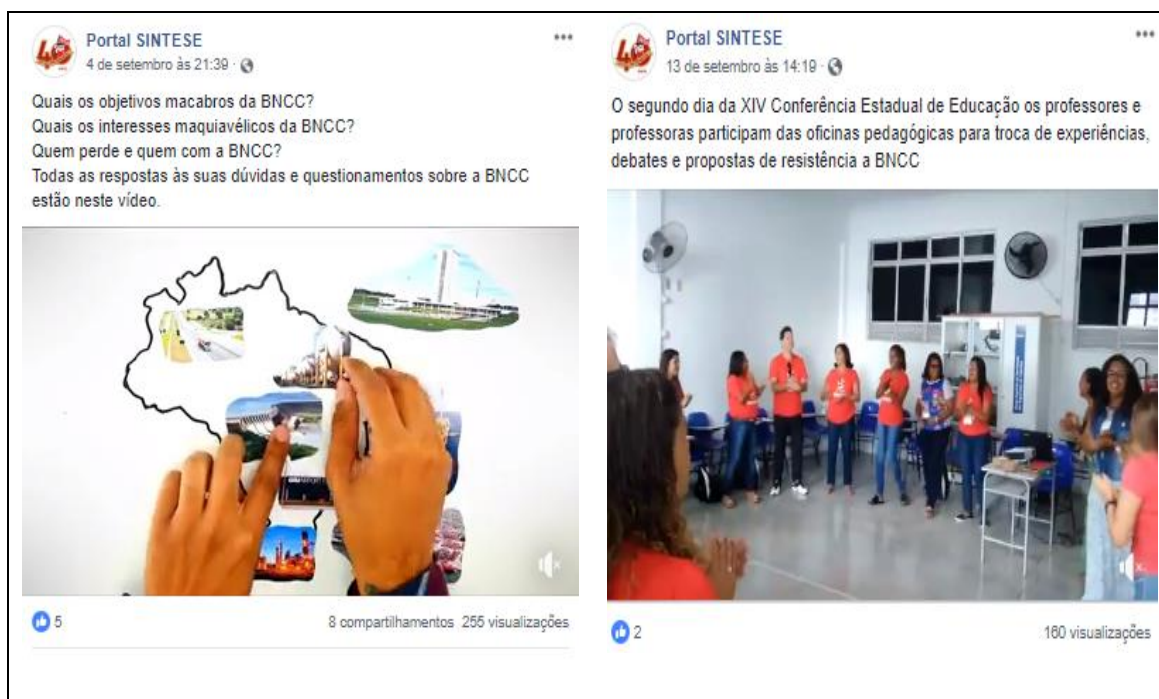 Portal SINTESE
4 de setembro às 21:39
Quais os objetivos macabros da BNCC?
Quais os interesses maquiavélicos da BNCC?
Quem perde e quem com a BNCC?
Todas as respostas às suas dúvidas e questionamentos sobre a BNCC
estão neste vídeo.
5
8 compartilhamentos 255 visualizações
Portal SINTESE
13 de setembro às 14:19
O segundo dia da XIV Conferência Estadual de Educação os professores e
professoras participam das oficinas pedagógicas para troca de experiências,
debates e propostas de resistência a BNCC
2
160 visualizações